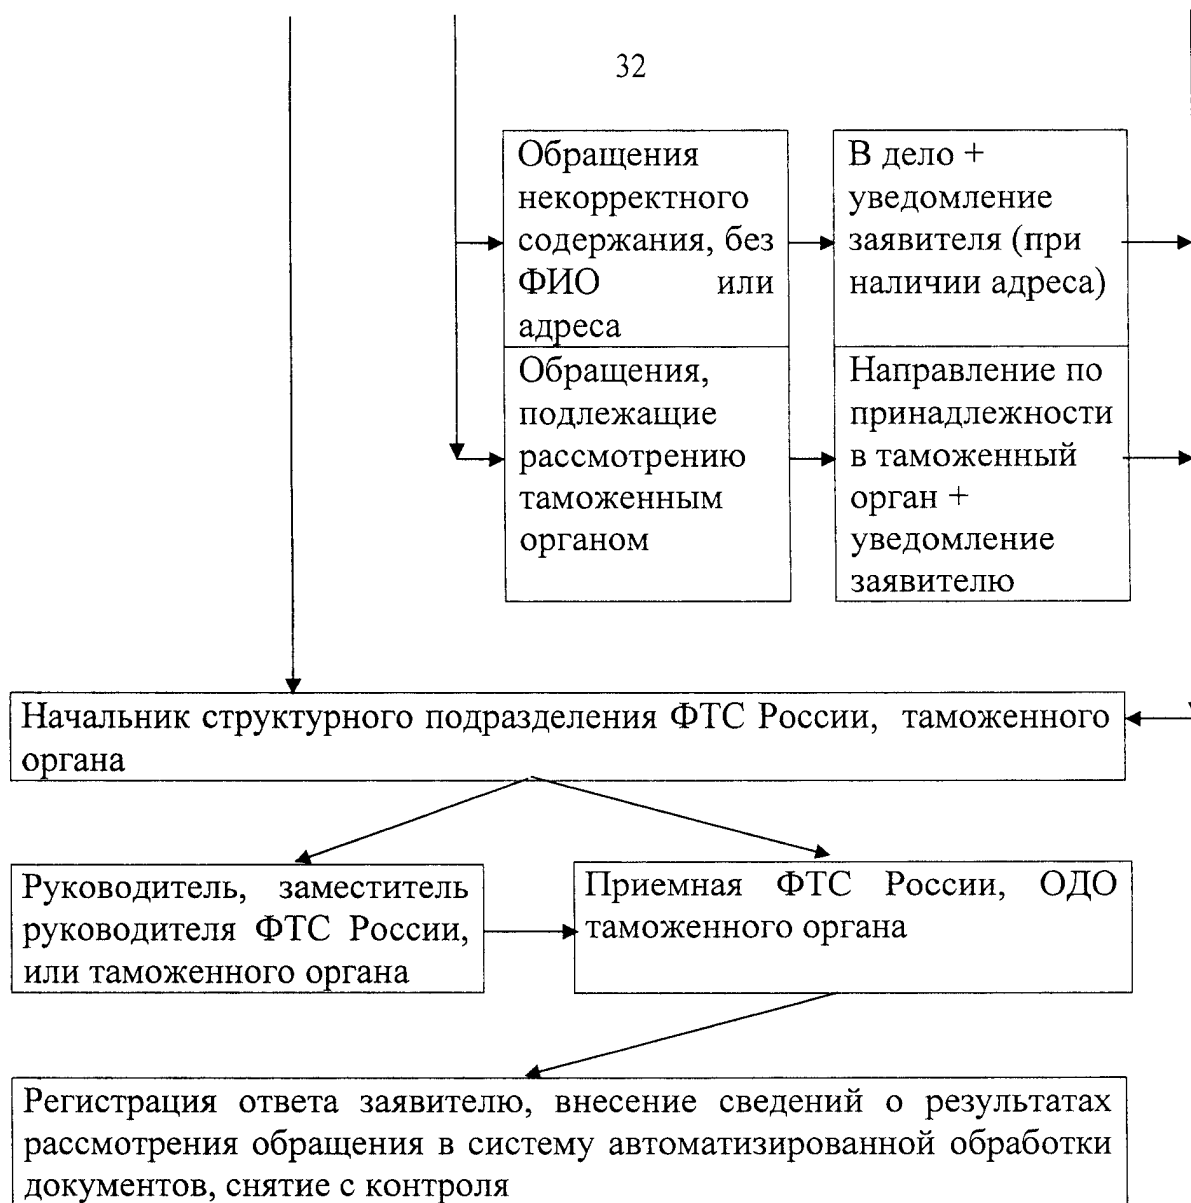 32
Обращения
некорректного
содержания, без
ФИО или
адреса
В дело +
уведомление
заявителя (при
наличии адреса)
Обращения,
подлежащие
рассмотрению
таможенным
органом
Направление по
принадлежности
в таможенный
орган +
уведомление
заявителю
Начальник структурного подразделения ФТС России, таможенного
органа
Руководитель, заместитель
руководителя ФТС России,
или таможенного органа
Приемная ФТС России, ОДО
таможенного органа
Регистрация ответа заявителю, внесение сведений о результатах
рассмотрения обращения в систему автоматизированной обработки
документов, снятие с контроля